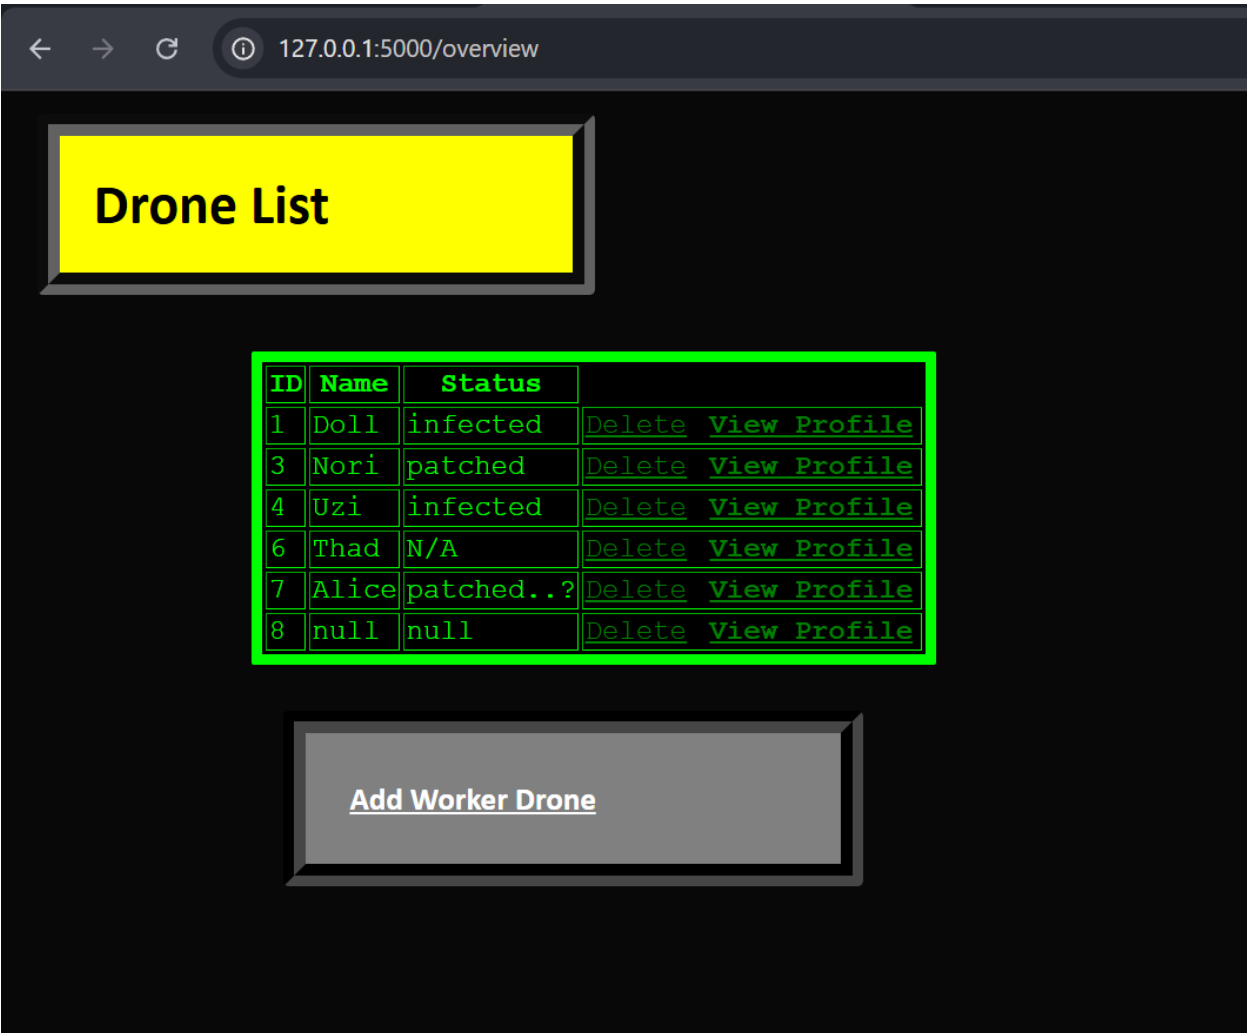 127.0.0.1:5000/overview
Drone List
ID Name Status
1 Doll infected Delete View Profile
3 Nori patched Delete View Profile
4 Uzi infected Delete View Profile
6 Thad N/A Delete View Profile
7 Alice patched..? Delete View Profile
8 null null Delete View Profile
Add Worker Drone